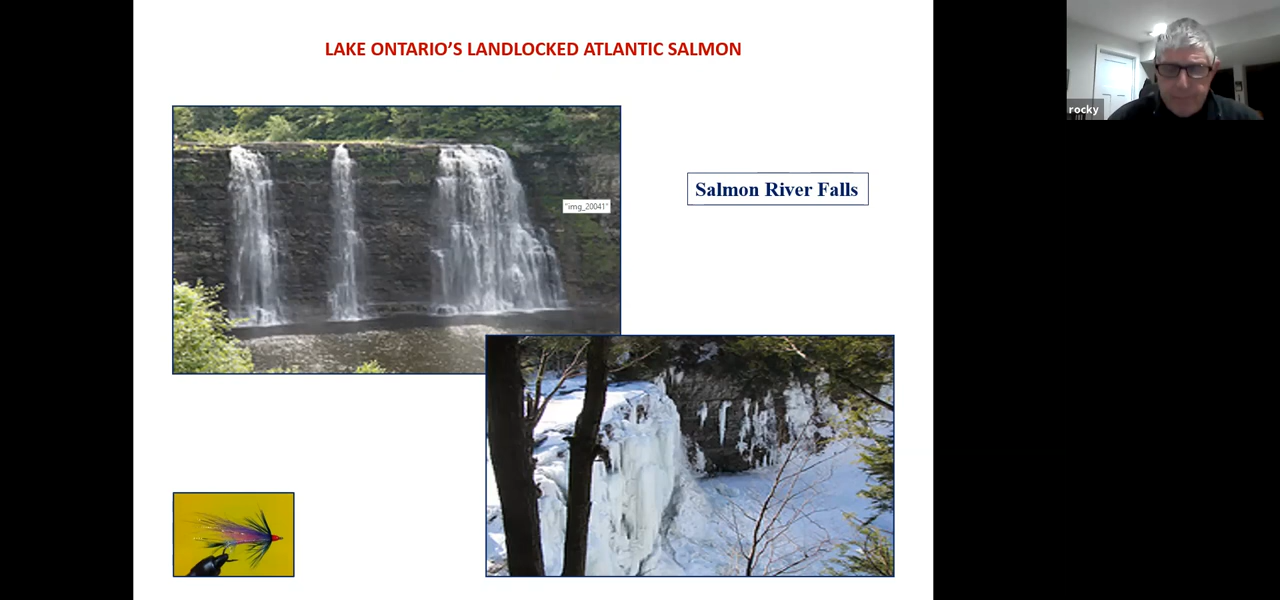 LAKE ONTARIO'S LANDLOCKED ATLANTIC SALMON
rocky
Salmon River Falls
"img_20041"